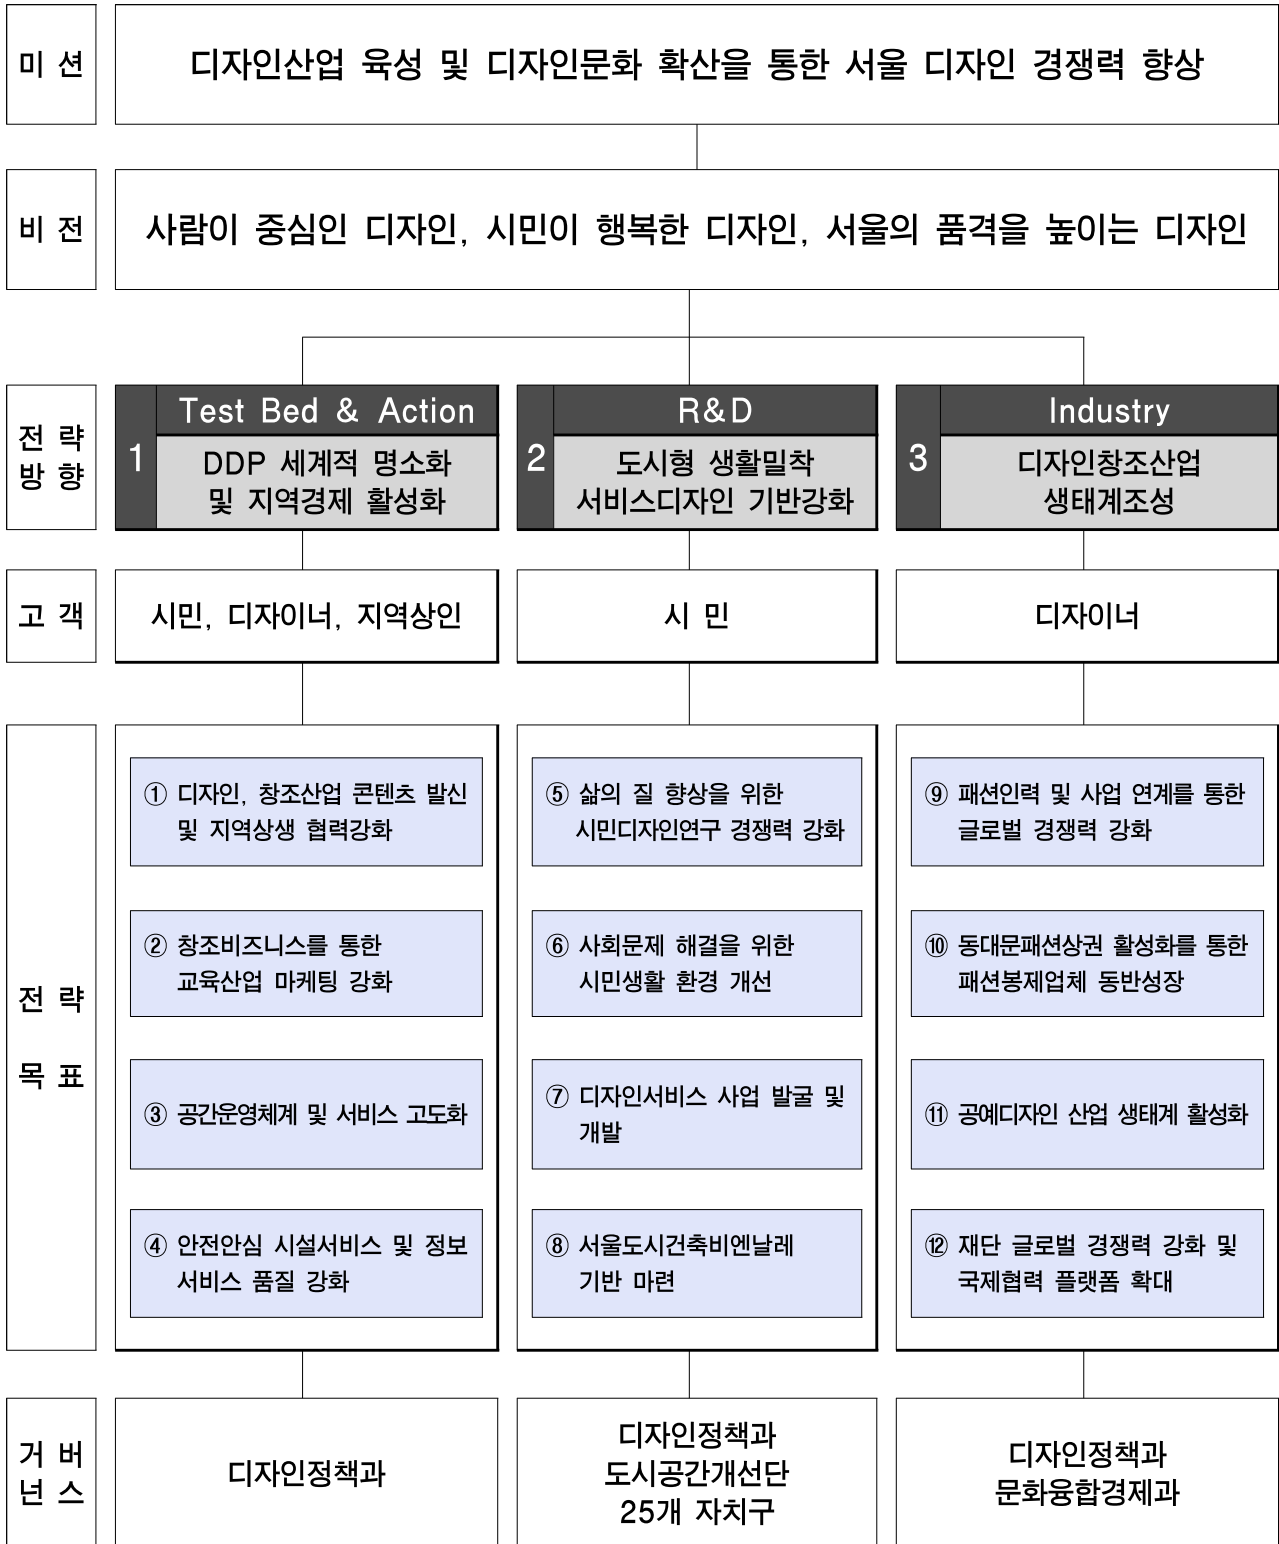 미 션
디자인산업 육성 및 디자인문화 확산을 통한 서울 디자인 경쟁력 향상
비 전
사람이 중심인 디자인, 시민이 행복한 디자인, 서울의 품격을 높이는 디자인
전 략
방 향
1
Test Bed & Action
DDP 세계적 명소화
및 지역경제 활성화
2
R&D
도시형 생활밀착
서비스디자인 기반강화
3
Industry
디자인창조산업
생태계조성
고 객
시민, 디자이너, 지역상인
시 민
디자이너
전 략
목 표
① 디자인, 창조산업 콘텐츠 발신
및 지역상생 협력강화
② 창조비즈니스를 통한
교육산업 마케팅 강화
③ 공간운영체계 및 서비스 고도화
④ 안전안심 시설서비스 및 정보
서비스 품질 강화
⑤ 삶의 질 향상을 위한
시민디자인연구 경쟁력 강화
⑥ 사회문제 해결을 위한
시민생활 환경 개선
⑦ 디자인서비스 사업 발굴 및
개발
⑧ 서울도시건축비엔날레
기반 마련
⑨ 패션인력 및 사업 연계를 통한
글로벌 경쟁력 강화
⑩ 동대문패션상권 활성화를 통한
패션봉제업체 동반성장
⑪ 공예디자인 산업 생태계 활성화
⑫ 재단 글로벌 경쟁력 강화 및
국제협력 플랫폼 확대
거 버
넌 스
디자인정책과
디자인정책과
도시공간개선단
25개 자치구
디자인정책과
문화융합경제과